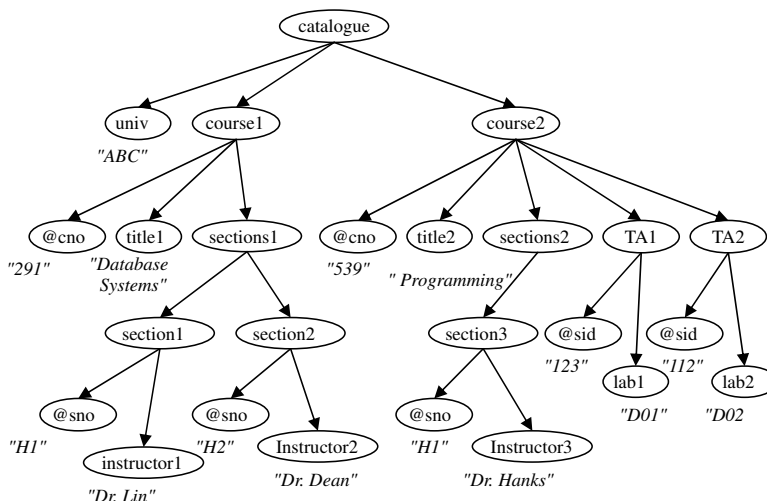 catalogue
univ
course1
course2
"ABC"
@cno
title1
sections1
@cno
title2
sections2
TA1
TA2
"291"
"Database
Systems"
"539"
" Programming"
section1
section2
section3
@sid
@sid
"123"
"112"
lab1
lab2
@sno
@sno
@sno
"D01"
"D02
"H1"
"H2"
"H1"
instructor1
Instructor2
Instructor3
"Dr. Lin"
"Dr. Dean"
"Dr. Hanks"